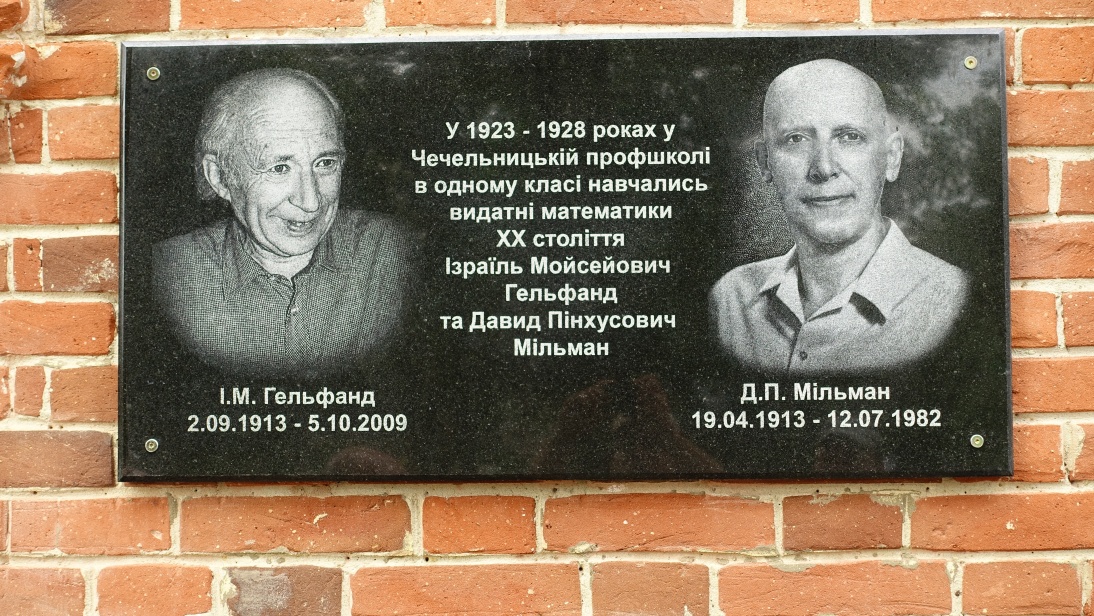 У 1923 - 1928 роках у
Чечельницькій профшколі
в одному класі навчались
видатні математики
ХХ століття
Ізраїль Мойсейович
Гельфанд
та Давид Пінхусович
Мільман
І.М. Гельфанд
2.09.1913 - 5.10.2009
Д.П. Мільман
19.04.1913 - 12.07.1982